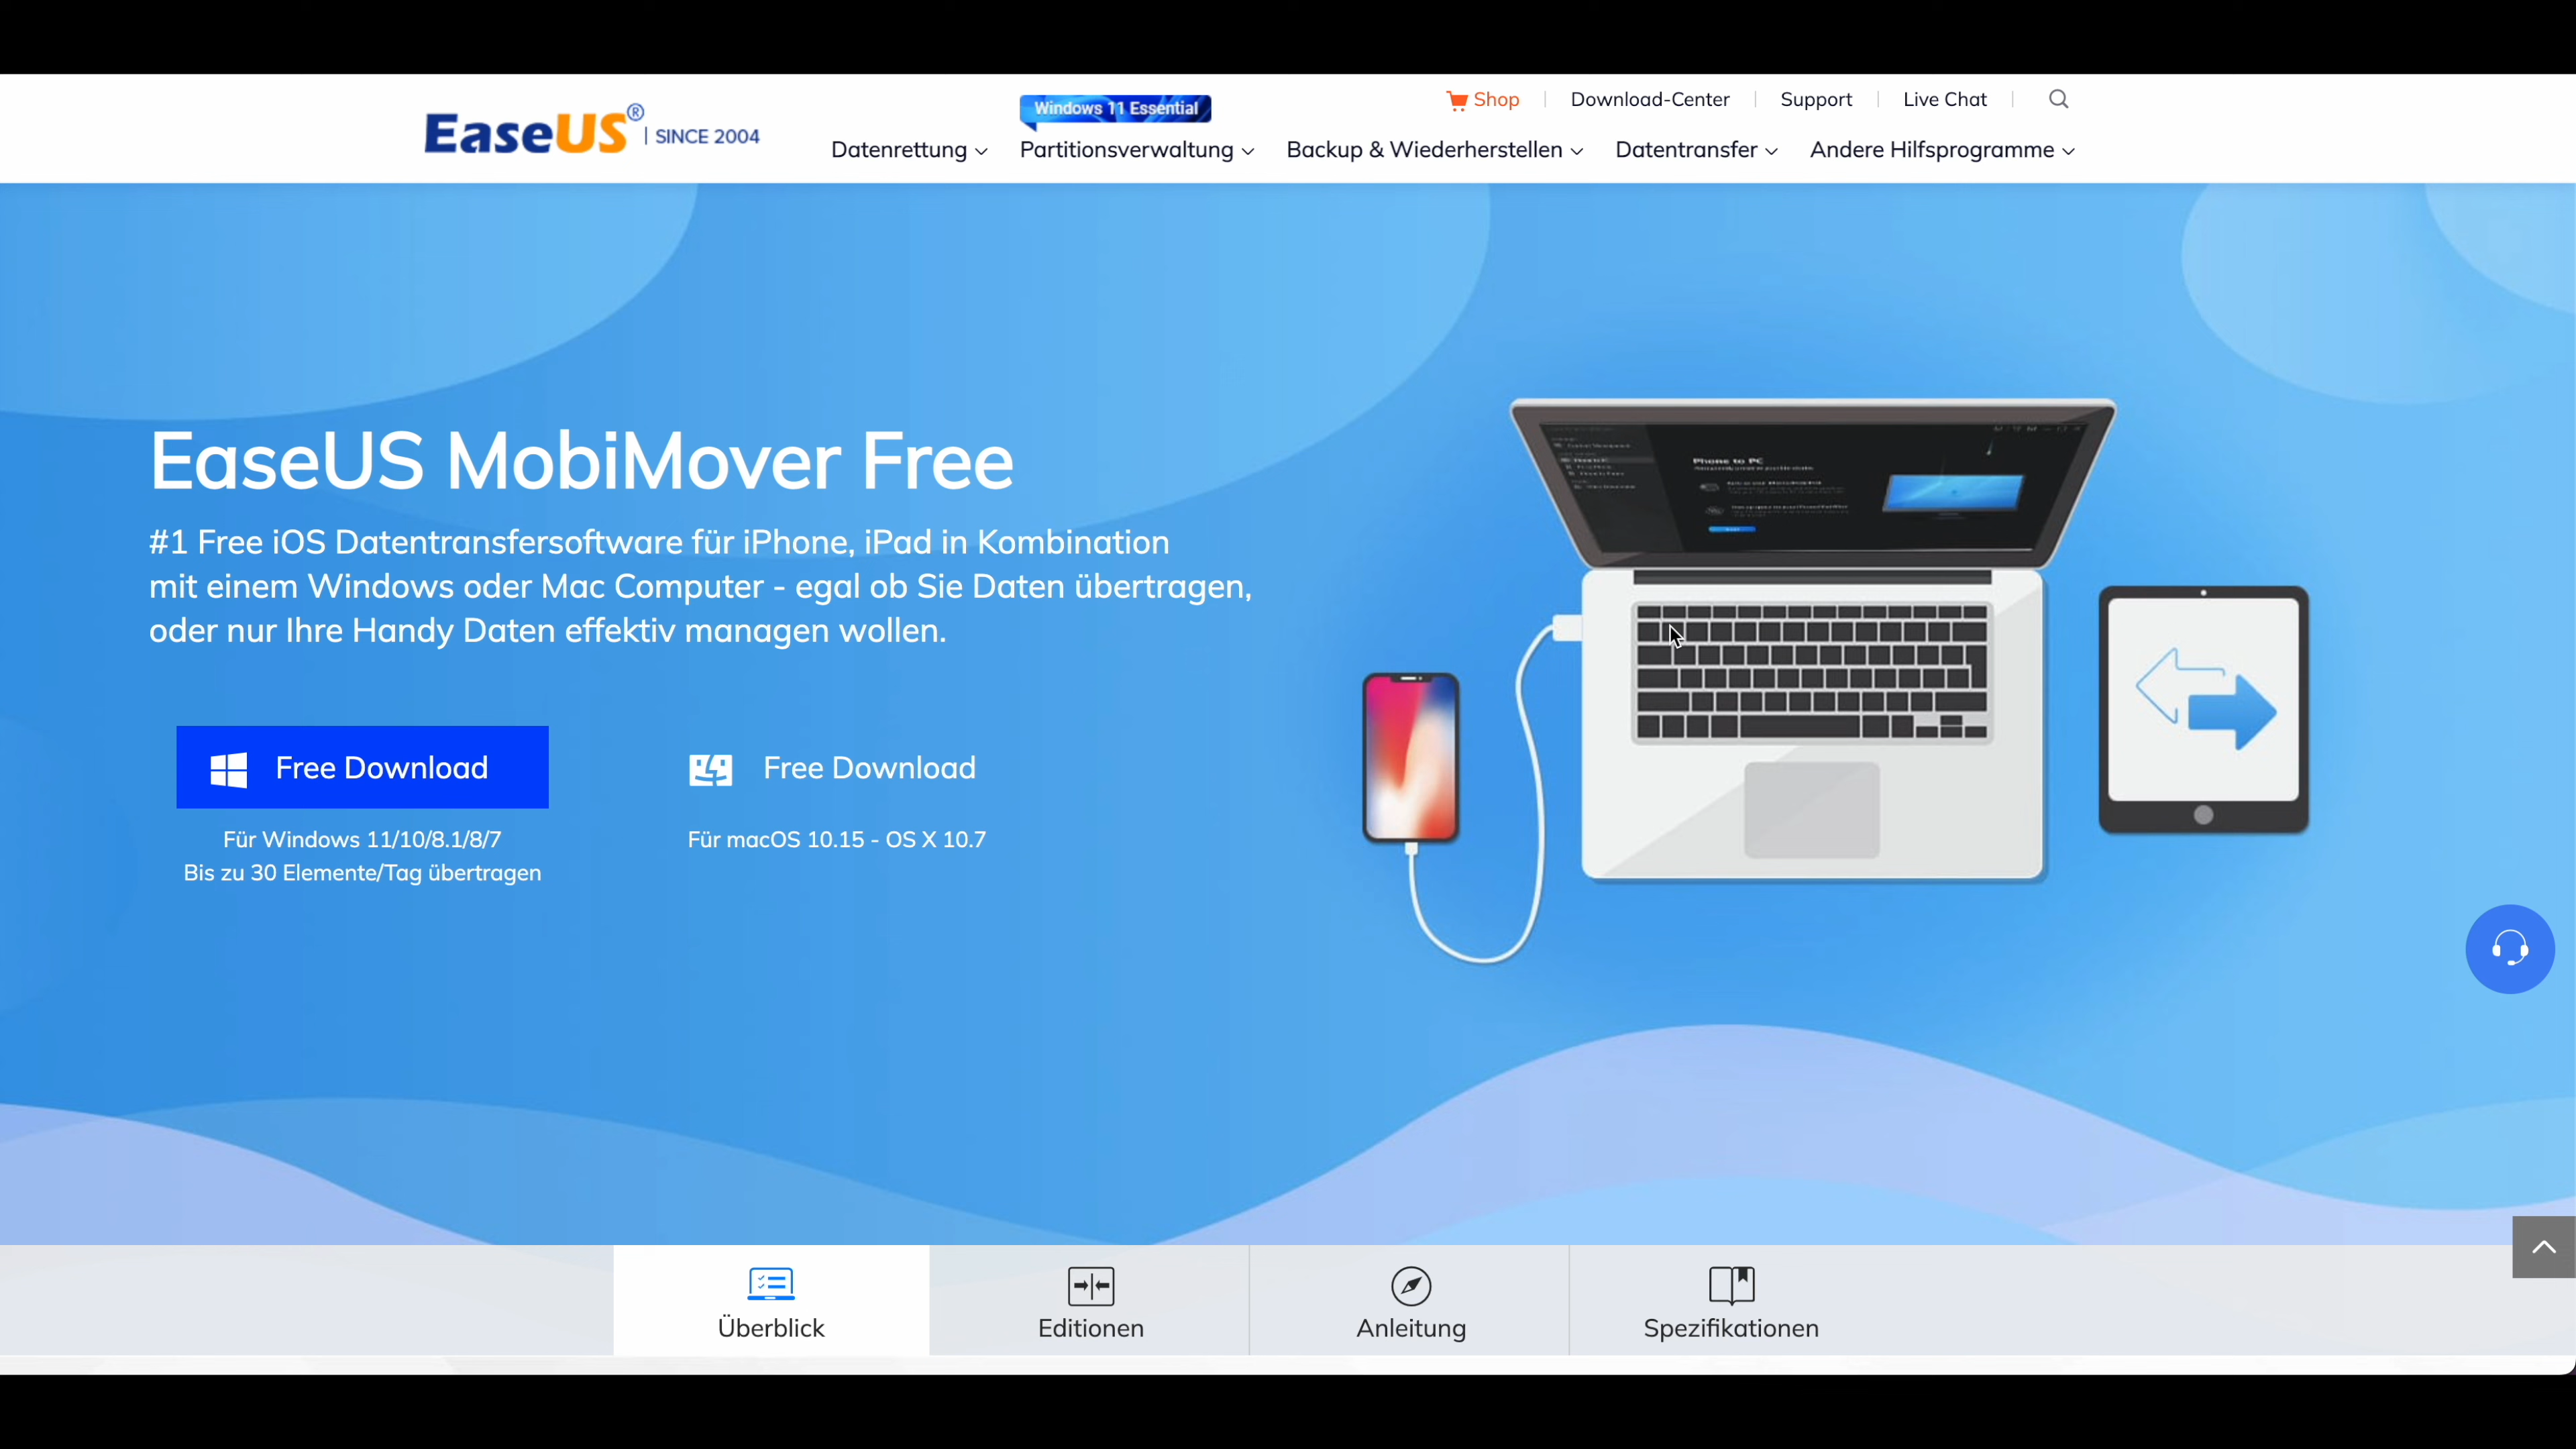 EaseUS® | SINCE 2004
Windows 11 Essential
Shop
Download-Center
Support
Live Chat
Datenrettung
Partitionsverwaltung
Backup & Wiederherstellen
Datentransfer
Andere Hilfsprogramme
EaseUS MobiMover Free
#1 Free iOS Datentransfersoftware für iPhone, iPad in Kombination
mit einem Windows oder Mac Computer - egal ob Sie Daten übertragen,
oder nur Ihre Handy Daten effektiv managen wollen.
Free Download
Für Windows 11/10/8.1/8/7
Bis zu 30 Elemente/Tag übertragen
Free Download
Für macOS 10.15 - OS X 10.7
Phone to PC
Überblick
Editionen
Anleitung
Spezifikationen